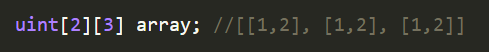 uint[2][3] array; //[[1,2], [1,2], [1,2]]